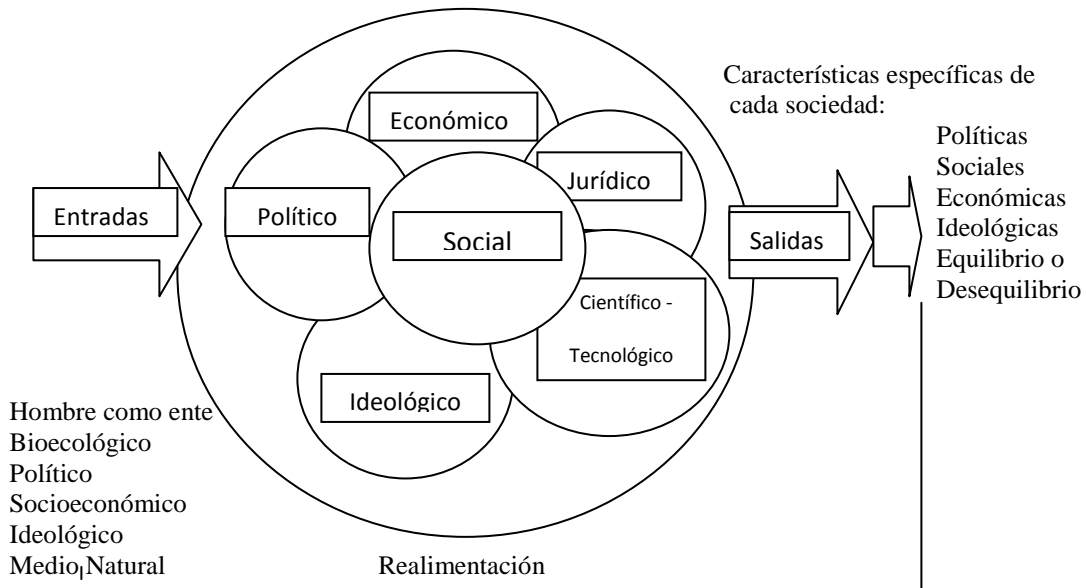 Características específicas de
cada sociedad:
Políticas
Sociales
Económicas
Ideológicas
Equilibrio o
Desequilibrio
Económico
Jurídico
Entradas
Político
Social
Salidas
Científico -
Tecnológico
Ideológico
Hombre como ente
Bioecológico
Político
Socioeconómico
Ideológico
Medio Natural
Realimentación